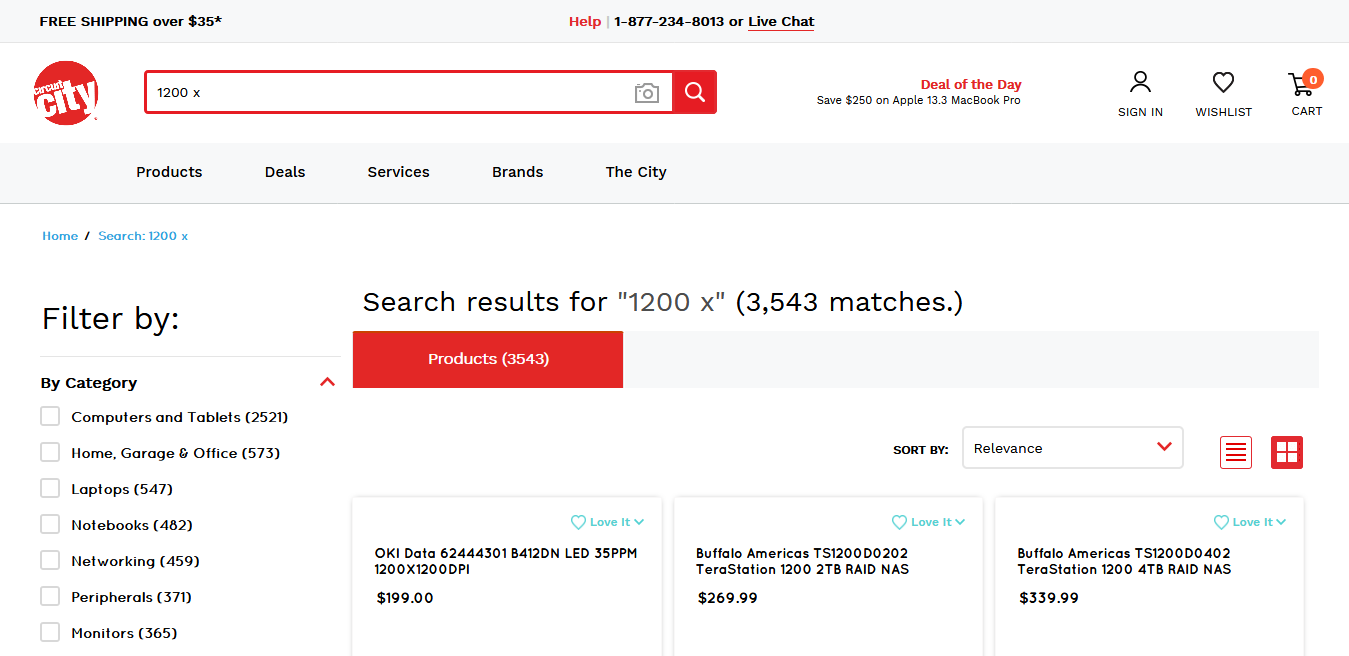 FREE SHIPPING over $35*
Help | 1-877-234-8013 or Live Chat
circuit
city
1200 x
Deal of the Day
Save $250 on Apple 13.3 MacBook Pro
SIGN IN
WISHLIST
0
CART
Products
Deals
Services
Brands
The City
Home / Search: 1200 x
Filter by:
By Category
Computers and Tablets (2521)
Home, Garage & Office (573)
Laptops (547)
Notebooks (482)
Networking (459)
Peripherals (371)
Monitors (365)
Search results for "1200 x" (3,543 matches.)
Products (3543)
SORT BY:
Relevance
Love It
OKI Data 62444301 B412DN LED 35PPM
1200X1200DPI
$199.00
Love It
Buffalo Americas TS1200D0202
TeraStation 1200 2TB RAID NAS
$269.99
Love It
Buffalo Americas TS1200D0402
TeraStation 1200 4TB RAID NAS
$339.99